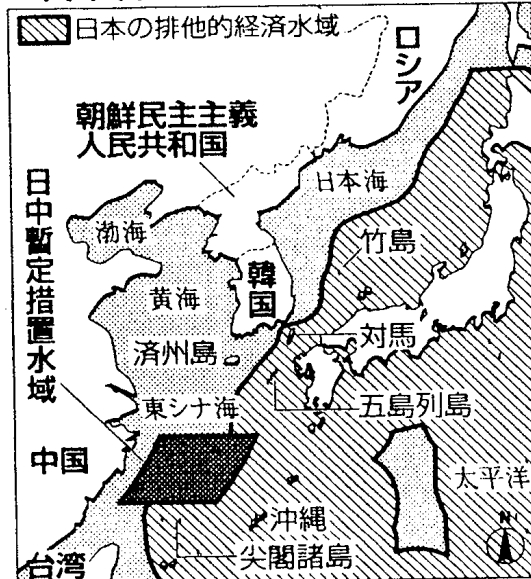 日本の排他的経済水域
ロシア
朝鮮民主主義
人民共和国
日本海
日中暫定措置水域
渤海
竹島
韓国
黄海
対馬
済州島
東シナ海
五島列島
中国
太平洋
沖縄
N
尖閣諸島
台湾